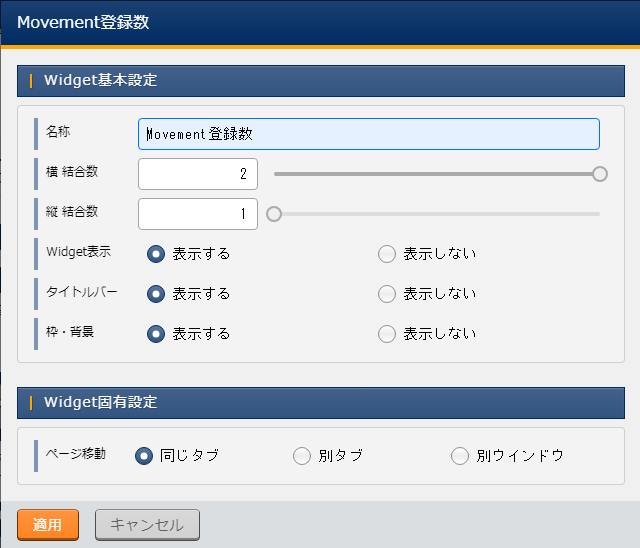 Movement登録数
Widget基本設定
名称 Movement登録数
横 結合数 2
縦 結合数 1
Widget表示 表示する 表示しない
タイトルバー 表示する 表示しない
枠・背景 表示する 表示しない
Widget固有設定
ページ移動 同じタブ 別タブ 別ウインドウ
適用 キャンセル